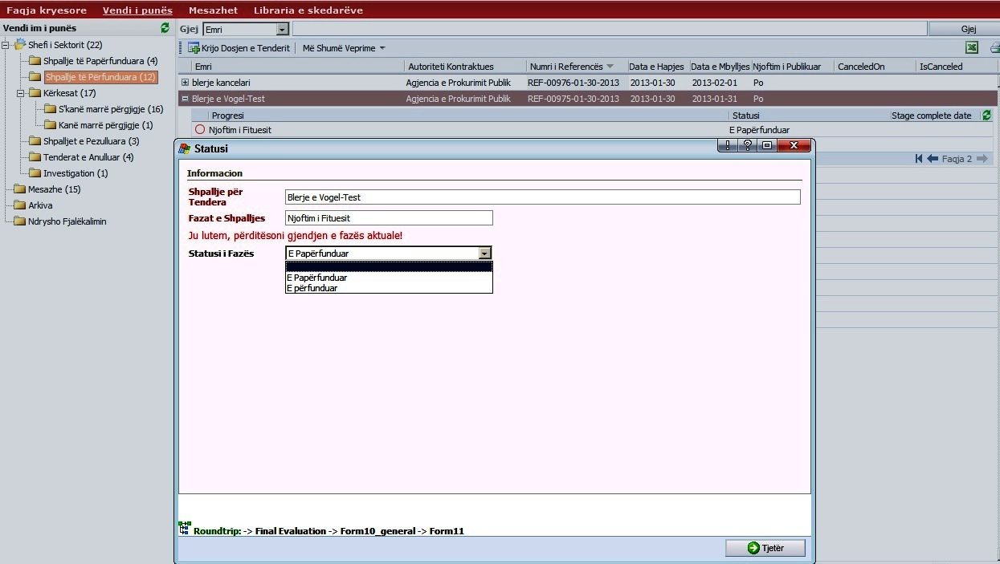 Faqja kryesore Vendi i punës Mesazhet Libraria e skedarëve
Vendi im i punës
Gjej Emri Gjej
Shefi i Sektorit (22)
Shpallje të Papërfunduara (4)
Shpallje të Përfunduara (12)
Kërkesat (17)
S'kanë marrë përgjigje (16)
Kanë marrë përgjigje (1)
Shpalljet e Pezulluara (3)
Tenderat e Anulluar (4)
Investigation (1)
Mesazhe (15)
Arkiva
Ndrysho Fjalëkalimin
Krijo Dosjen e Tenderit Më Shumë Veprime
Emri Autoriteti Kontraktues Numri i Referencës Data e Hapjes Data e Mbylljes Njoftim i Publikuar CanceledOn IsCanceled
blerje kancelari Agjencia e Prokurimit Publik REF-00976-01-30-2013 2013-01-30 2013-02-01 Po
Blerje e Vogel-Test Agjencia e Prokurimit Publik REF-00975-01-30-2013 2013-01-30 2013-01-31 Po
Progresi Statusi Stage complete date
Njoftim i Fituesit E Papërfunduar
Faqja 2
Statusi
Informacion
Shpallje për
Tendera
Blerje e Vogel-Test
Fazat e Shpalljes Njoftim i Fituesit
Ju lutem, përditësoni gjendjen e fazës aktuale!
Statusi i Fazës E Papërfunduar
E Papërfunduar
E përfunduar
Roundtrip: -> Final Evaluation -> Form10_general -> Form11
Tjetër